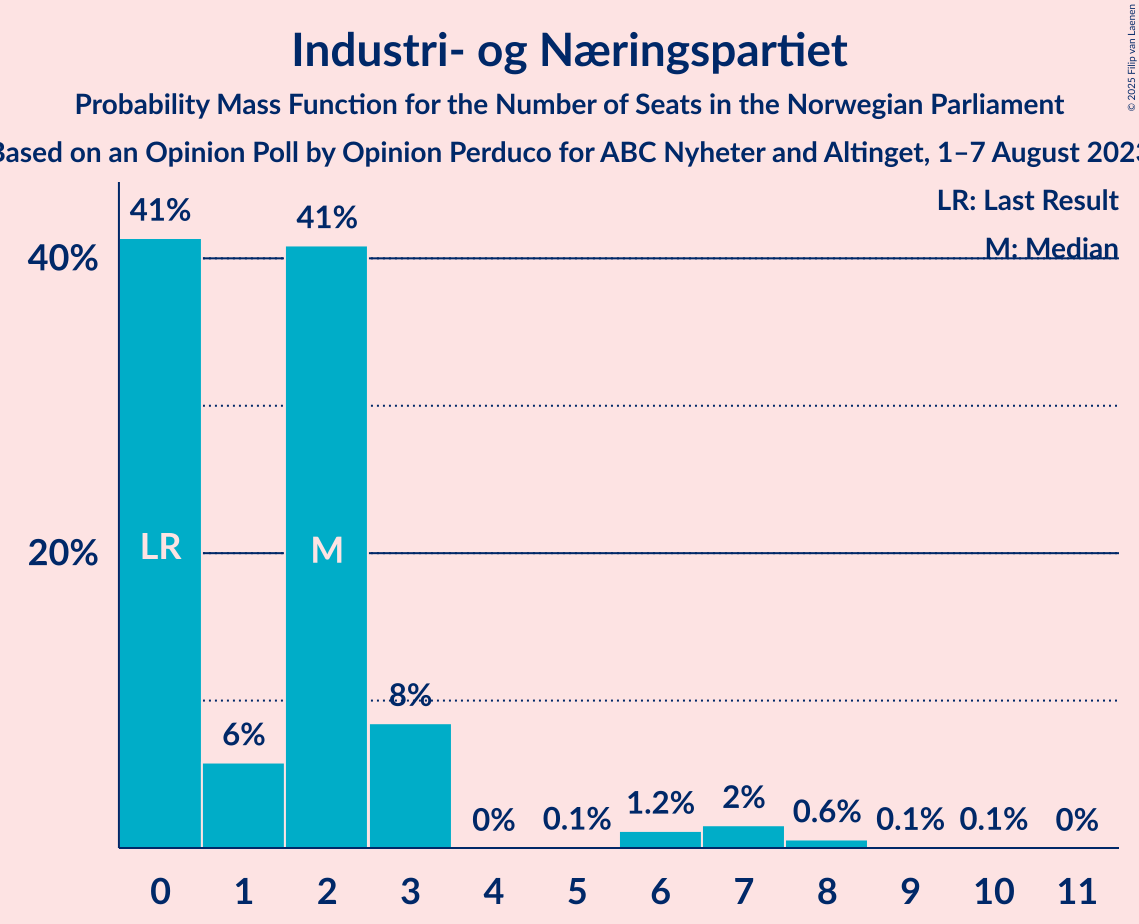 Industri- og Næringspartiet
Probability Mass Function for the Number of Seats in the Norwegian Parliament
Based on an Opinion Poll by Opinion Perduco for ABC Nyheter and Altinget, 1–7 August 2023
© 2025 Filip van Laenen
LR: Last Result
M: Median
41% 41%
40%
LR M
20%
8%
6%
0% 0.1% 1.2% 2% 0.6% 0.1% 0.1% 0%
0 1 2 3 4 5 6 7 8 9 10 11